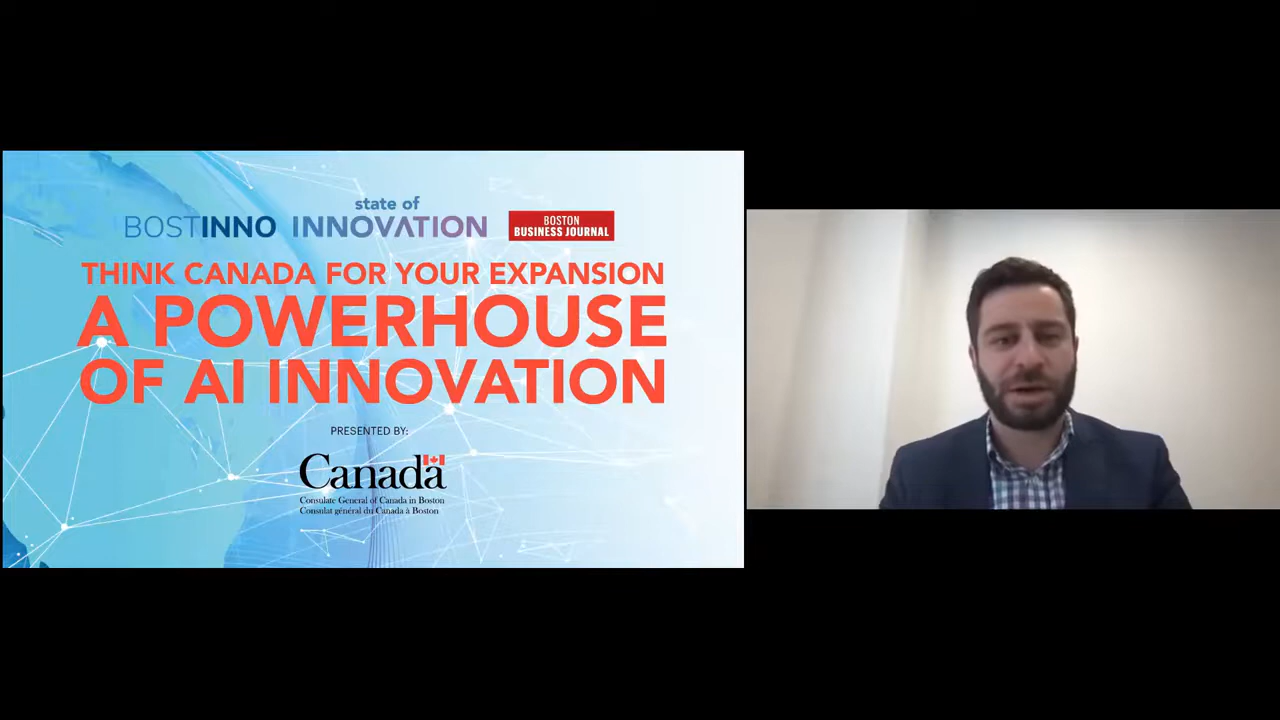 state of
BOSTINNO INNOVATION BOSTON BUSINESS JOURNAL
THINK CANADA FOR YOUR EXPANSION
A POWERHOUSE
OF AI INNOVATION
PRESENTED BY:
Canada
Consulate General of Canada in Boston
Consulat général du Canada à Boston